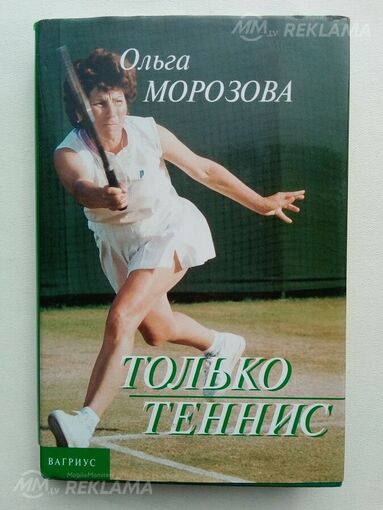 MM.LV REKLAMA
Ольга
МОРОЗОВА
ТОЛЬКО
ТЕННИС
ВАГРИУС
MM.LV REKLAMA